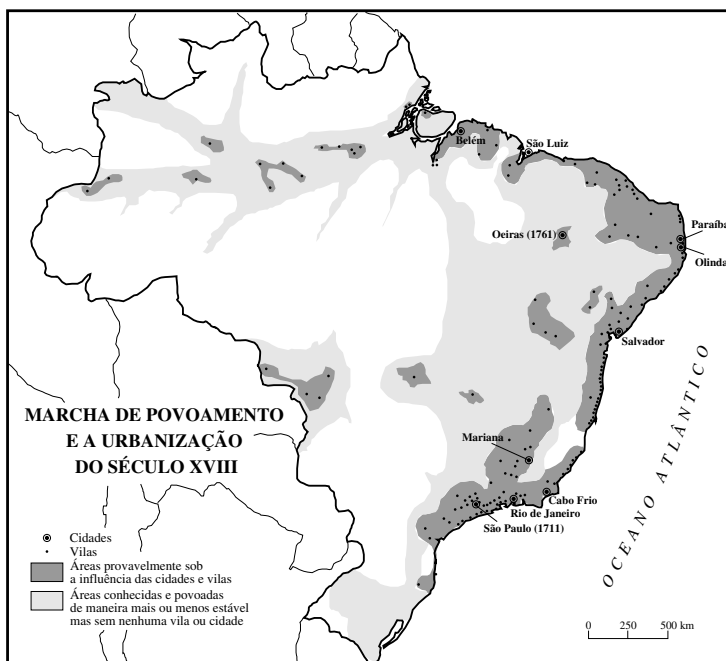 Belém
São Luiz
Paraíba
Oeiras (1761)
Olinda
Salvador
MARCHA DE POVOAMENTO
E A URBANIZAÇÃO
DO SÉCULO XVIII
Mariana
Cabo Frio
Rio de Janeiro
São Paulo (1711)
OCEANO ATLÂNTICO
Cidades
Vilas
Áreas provavelmente sob
a influência das cidades e vilas
Áreas conhecidas e povoadas
de maneira mais ou menos estável
mas sem nenhuma vila ou cidade
0 250 500 km